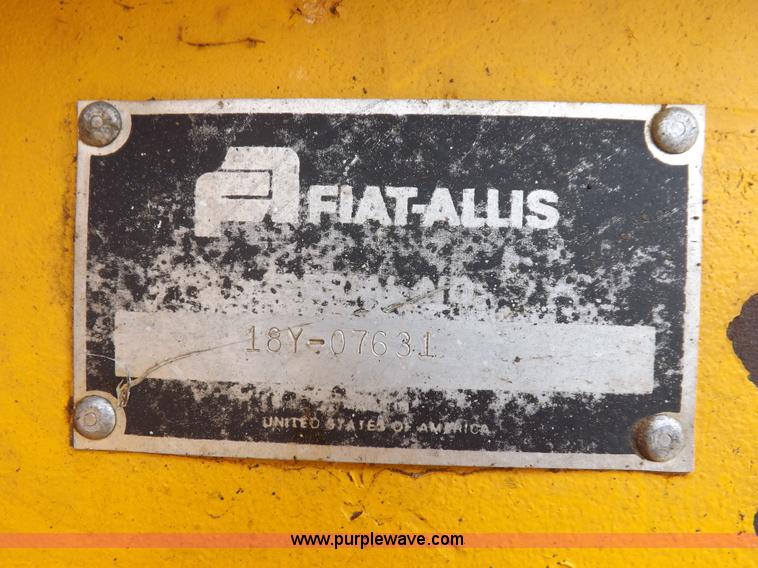 FIAT-ALLIS
18Y-07631
UNITED STATES OF AMERICA
www.purplewave.com